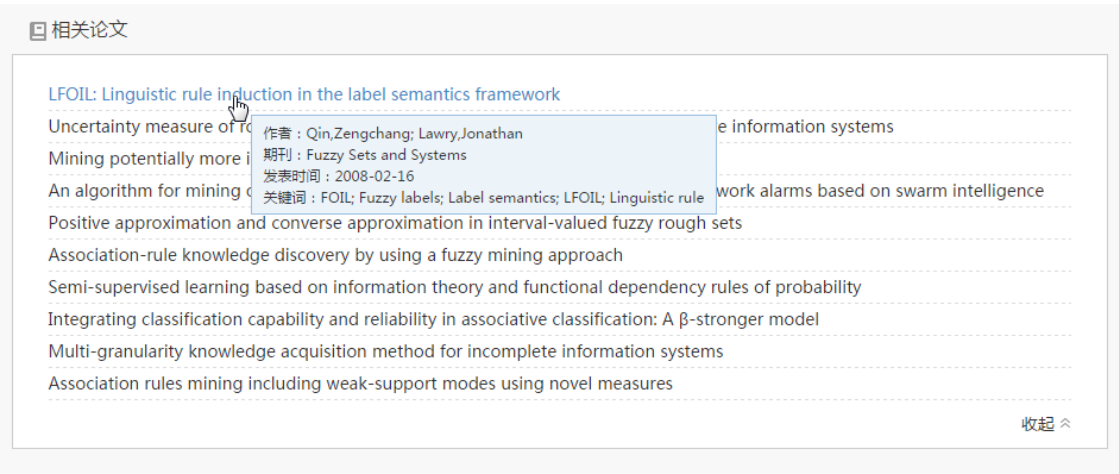 相关论文
LFOIL: Linguistic rule induction in the label semantics framework
Uncertainty measure of e information systems
作者：Qin,Zengchang; Lawry,Jonathan
期刊：Fuzzy Sets and Systems
发表时间：2008-02-16
关键词：FOIL; Fuzzy labels; Label semantics; LFOIL; Linguistic rule
Mining potentially more
An algorithm for mining work alarms based on swarm intelligence
Positive approximation and converse approximation in interval-valued fuzzy rough sets
Association-rule knowledge discovery by using a fuzzy mining approach
Semi-supervised learning based on information theory and functional dependency rules of probability
Integrating classification capability and reliability in associative classification: A β-stronger model
Multi-granularity knowledge acquisition method for incomplete information systems
Association rules mining including weak-support modes using novel measures
收起